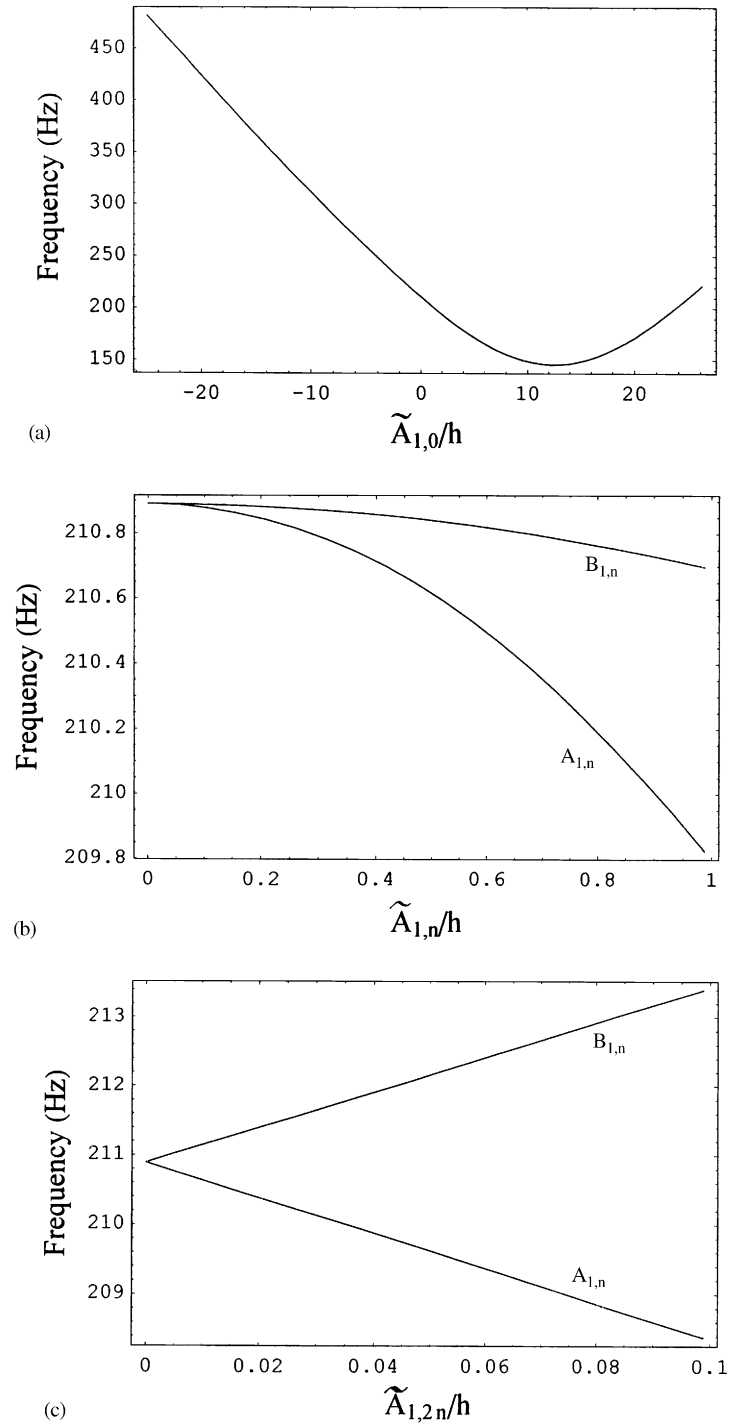 450
400
350
300
250
200
150
Frequency (Hz)
-20 -10 0 10 20
Ã1,0/h
(a)
210.8
210.6
210.4
210.2
210
209.8
Frequency (Hz)
B1,n
A1,n
0 0.2 0.4 0.6 0.8 1
Ã1,n/h
(b)
213
212
211
210
209
Frequency (Hz)
B1,n
A1,n
0 0.02 0.04 0.06 0.08 0.1
Ã1,2n/h
(c)